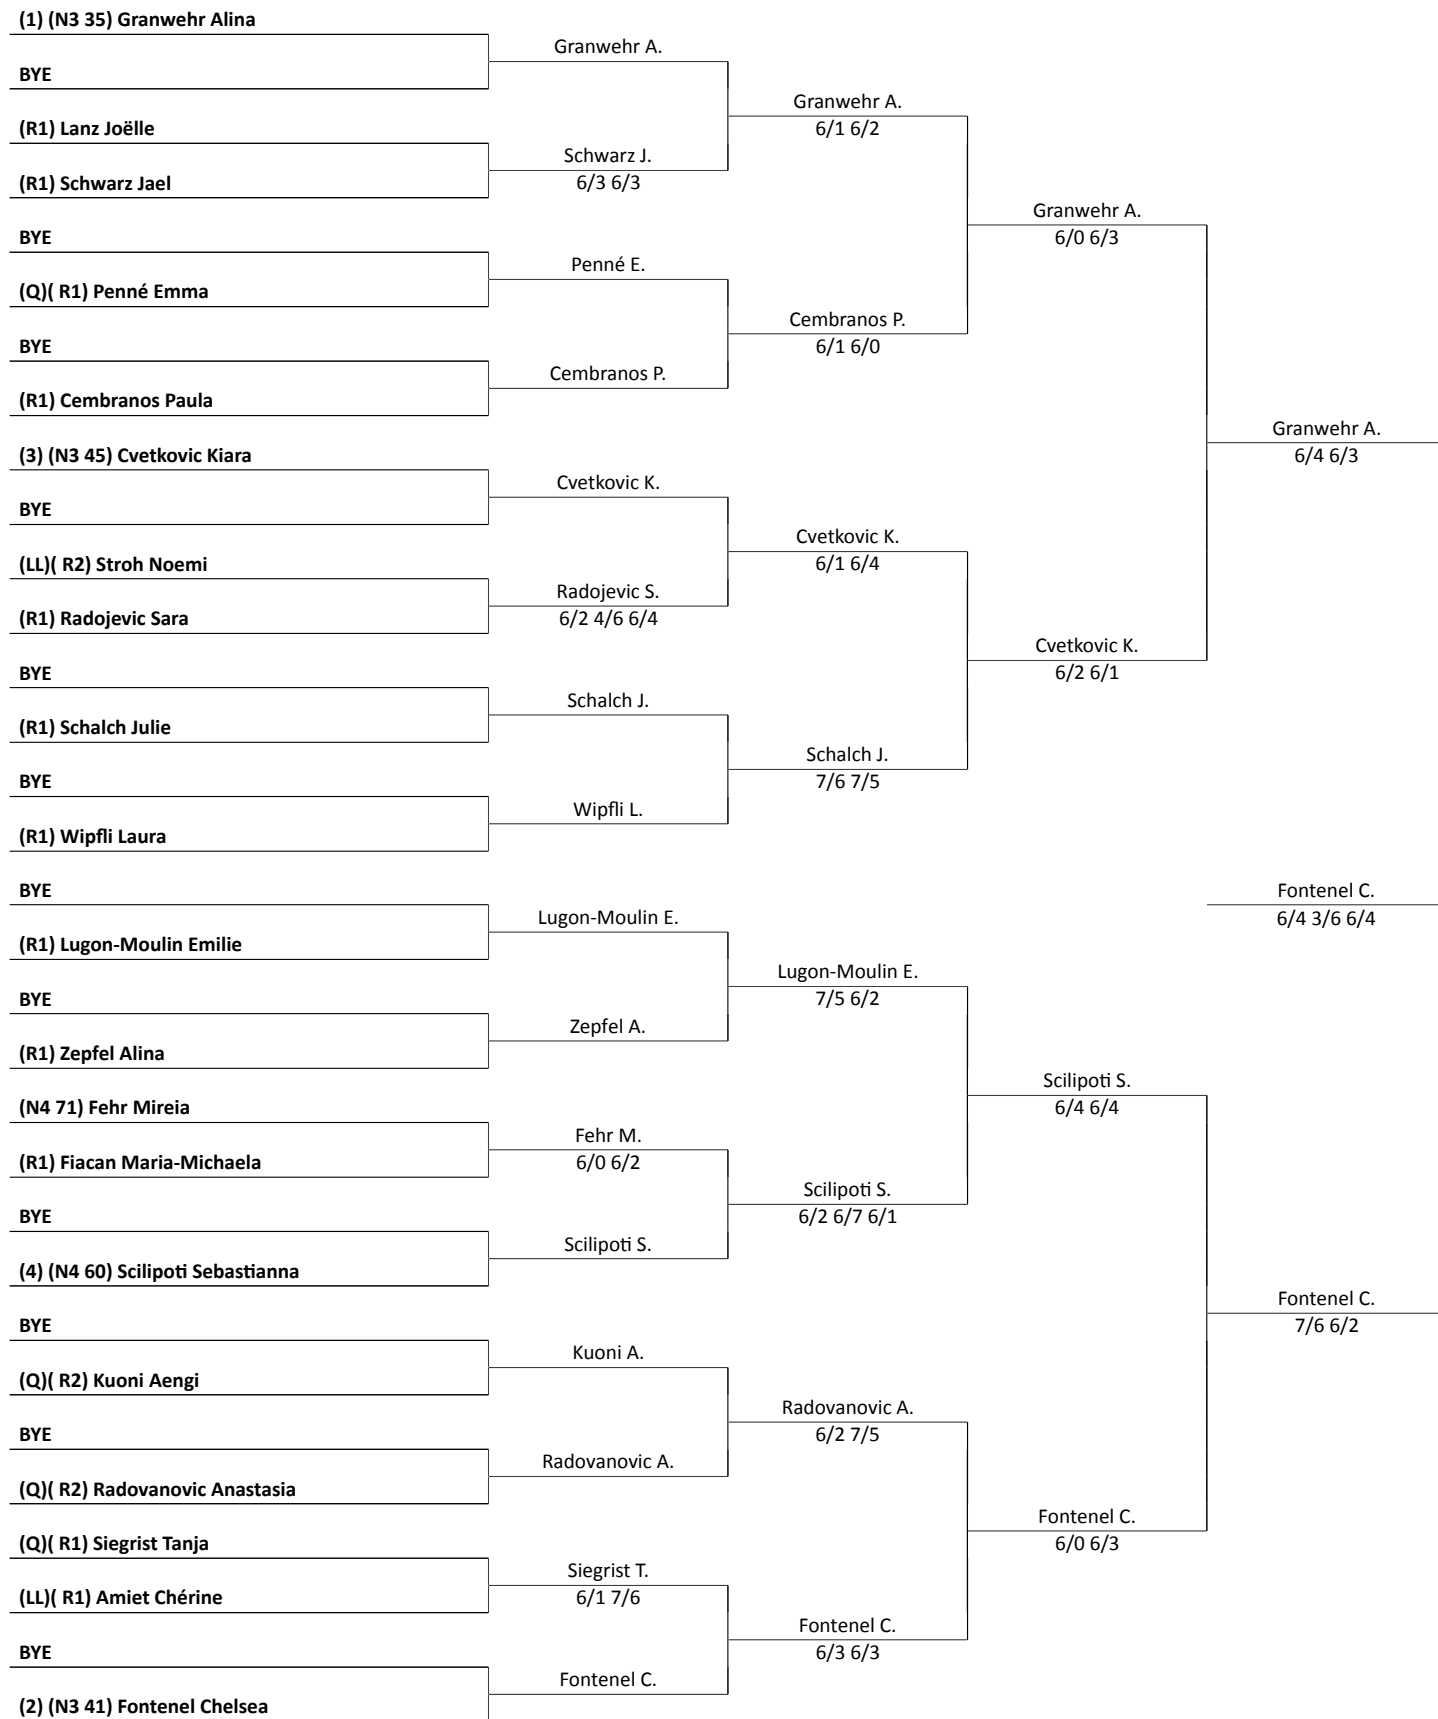 (1) (N3 35) Granwehr Alina
BYE
(R1) Lanz Joëlle
(R1) Schwarz Jael
BYE
(Q)( R1) Penné Emma
BYE
(R1) Cembranos Paula
(3) (N3 45) Cvetkovic Kiara
BYE
(LL)( R2) Stroh Noemi
(R1) Radojevic Sara
BYE
(R1) Schalch Julie
BYE
(R1) Wipfli Laura
BYE
(R1) Lugon-Moulin Emilie
BYE
(R1) Zepfel Alina
(N4 71) Fehr Mireia
(R1) Fiacan Maria-Michaela
BYE
(4) (N4 60) Scilipoti Sebastianna
BYE
(Q)( R2) Kuoni Aengi
BYE
(Q)( R2) Radovanovic Anastasia
(Q)( R1) Siegrist Tanja
(LL)( R1) Amiet Chérine
BYE
(2) (N3 41) Fontenel Chelsea
Granwehr A.
Schwarz J.
6/3 6/3
Penné E.
Cembranos P.
Cvetkovic K.
Radojevic S.
6/2 4/6 6/4
Schalch J.
Wipfli L.
Lugon-Moulin E.
Zepfel A.
Fehr M.
6/0 6/2
Scilipoti S.
Kuoni A.
Radovanovic A.
Siegrist T.
6/1 7/6
Fontenel C.
Granwehr A.
6/1 6/2
Cembranos P.
6/1 6/0
Cvetkovic K.
6/1 6/4
Schalch J.
7/6 7/5
Lugon-Moulin E.
7/5 6/2
Scilipoti S.
6/2 6/7 6/1
Radovanovic A.
6/2 7/5
Fontenel C.
6/3 6/3
Granwehr A.
6/0 6/3
Cvetkovic K.
6/2 6/1
Scilipoti S.
6/4 6/4
Fontenel C.
6/0 6/3
Granwehr A.
6/4 6/3
Fontenel C.
6/4 3/6 6/4
Fontenel C.
7/6 6/2